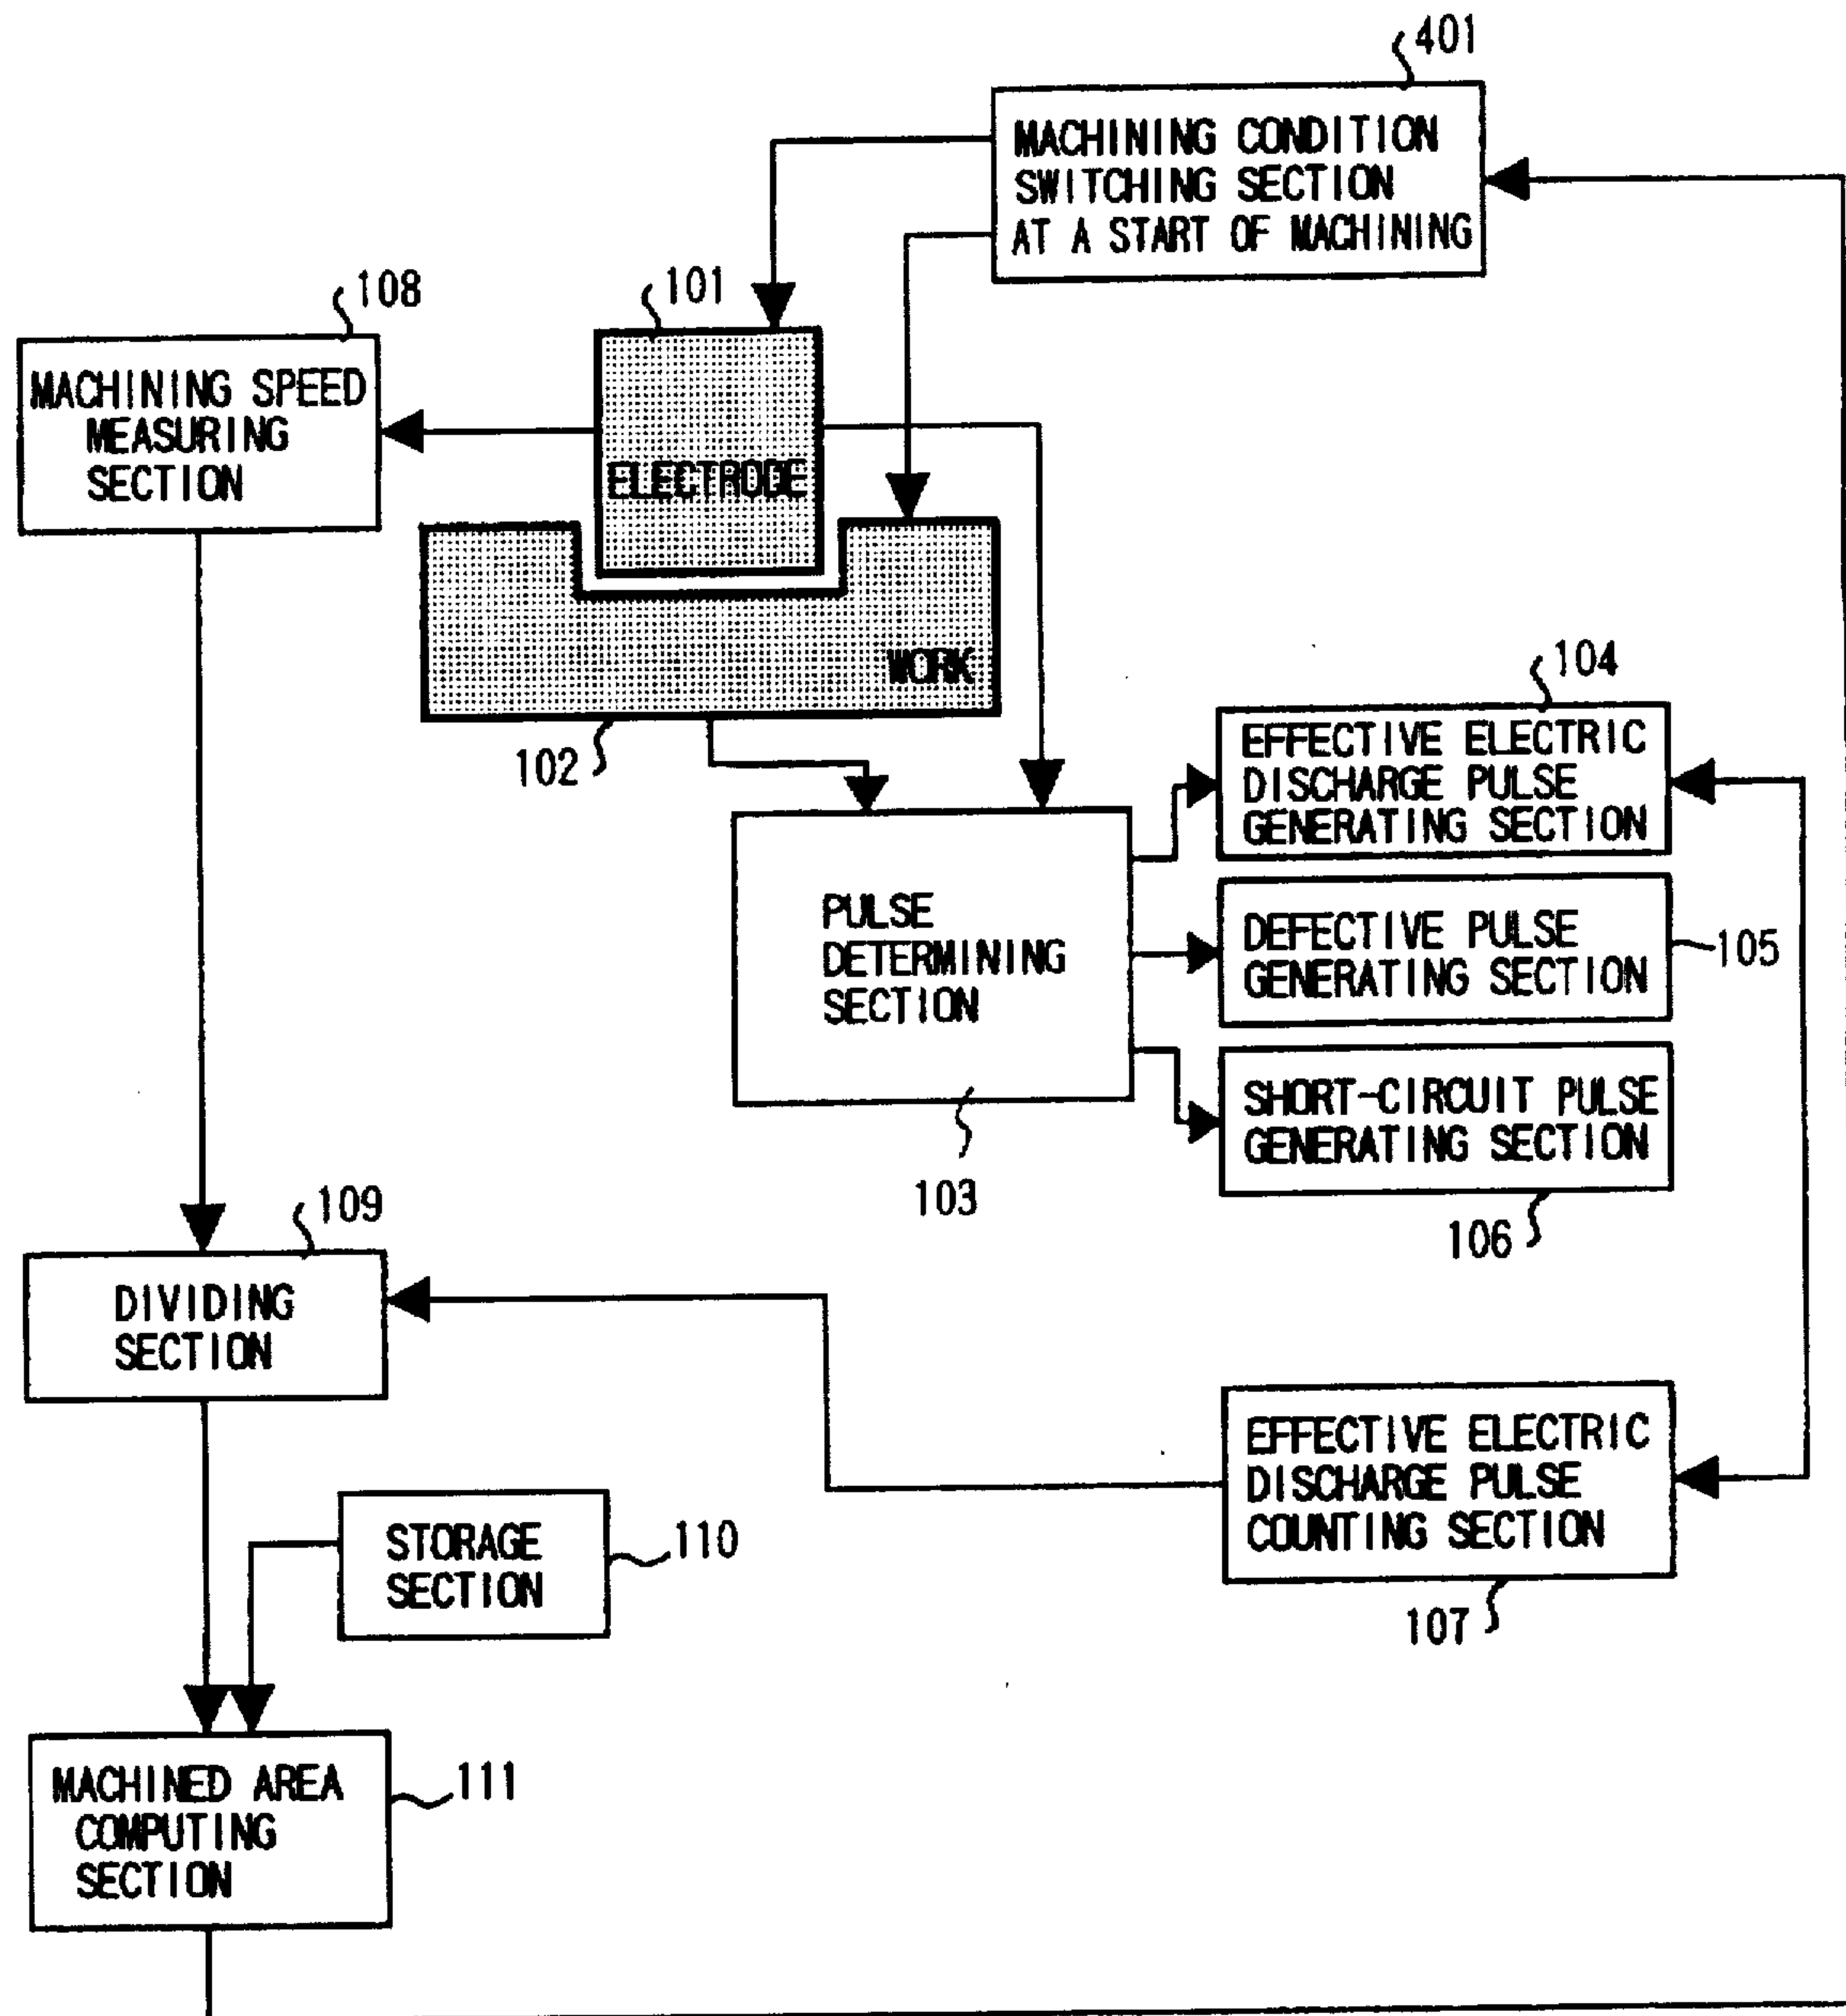 401
MACHINING CONDITION
SWITCHING SECTION
AT A START OF MACHINING
108
101
MACHINING SPEED
MEASURING
SECTION
ELECTRODE
WORK
102
104
EFFECTIVE ELECTRIC
DISCHARGE PULSE
GENERATING SECTION
PULSE
DETERMINING
SECTION
DEFECTIVE PULSE
GENERATING SECTION
105
SHORT-CIRCUIT PULSE
GENERATING SECTION
103
106
109
DIVIDING
SECTION
EFFECTIVE ELECTRIC
DISCHARGE PULSE
COUNTING SECTION
STORAGE
SECTION
110
107
MACHINED AREA
COMPUTING
SECTION
111